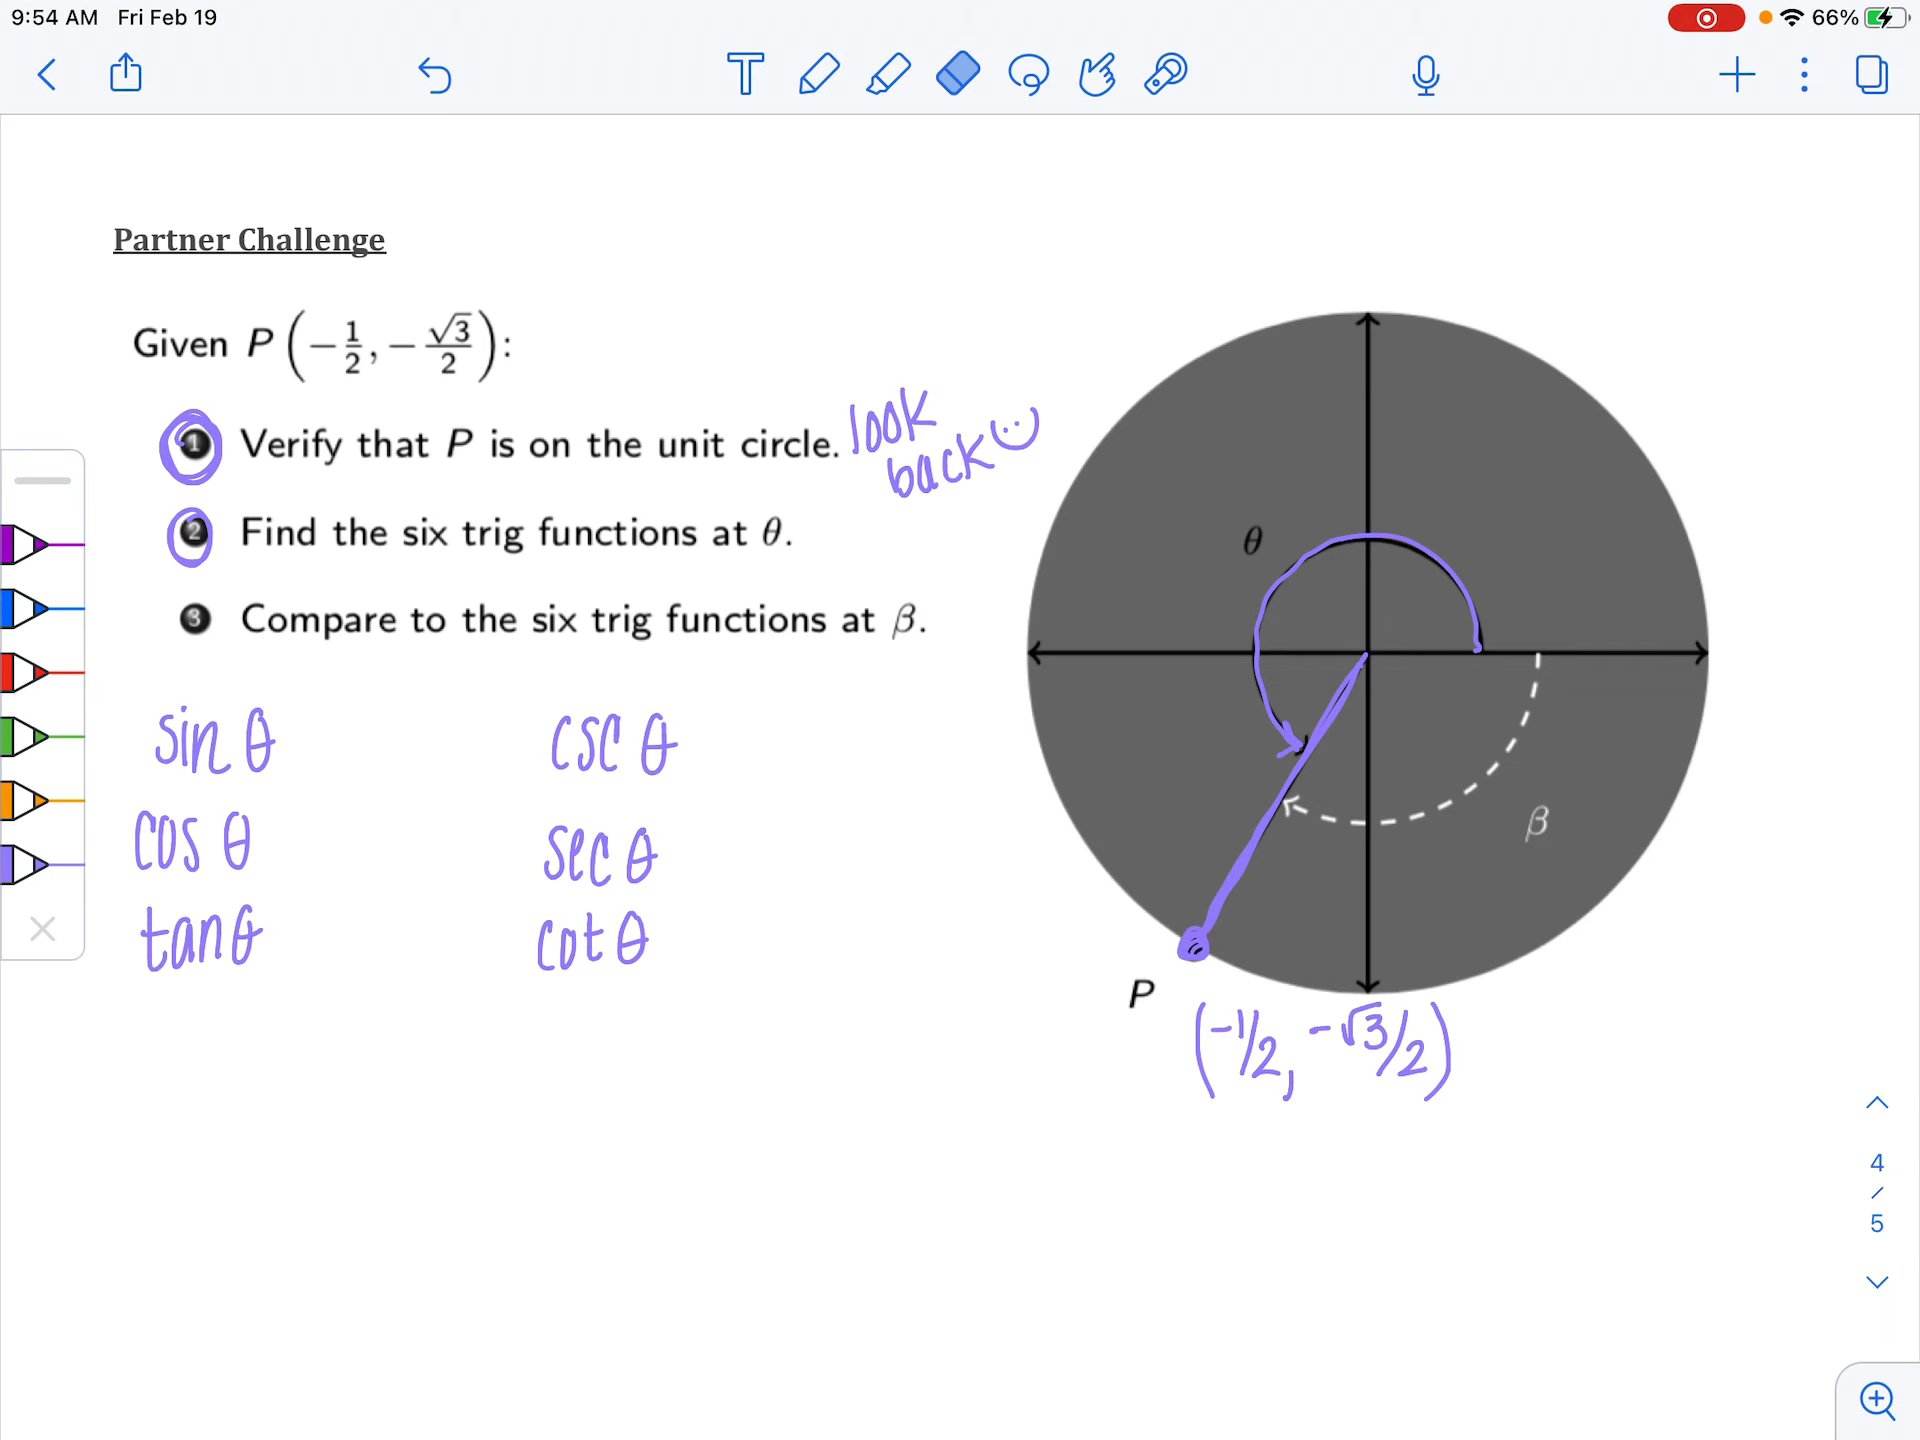 9:54 AM Fri Feb 19
66%
T
Partner Challenge
Given P (−1/2, −√3/2):
1 Verify that P is on the unit circle.
look
back
2 Find the six trig functions at θ.
3 Compare to the six trig functions at β.
sin θ csc θ
cos θ sec θ
tan θ cot θ
θ
β
P
(-1/2, -√3/2)
4
/
5